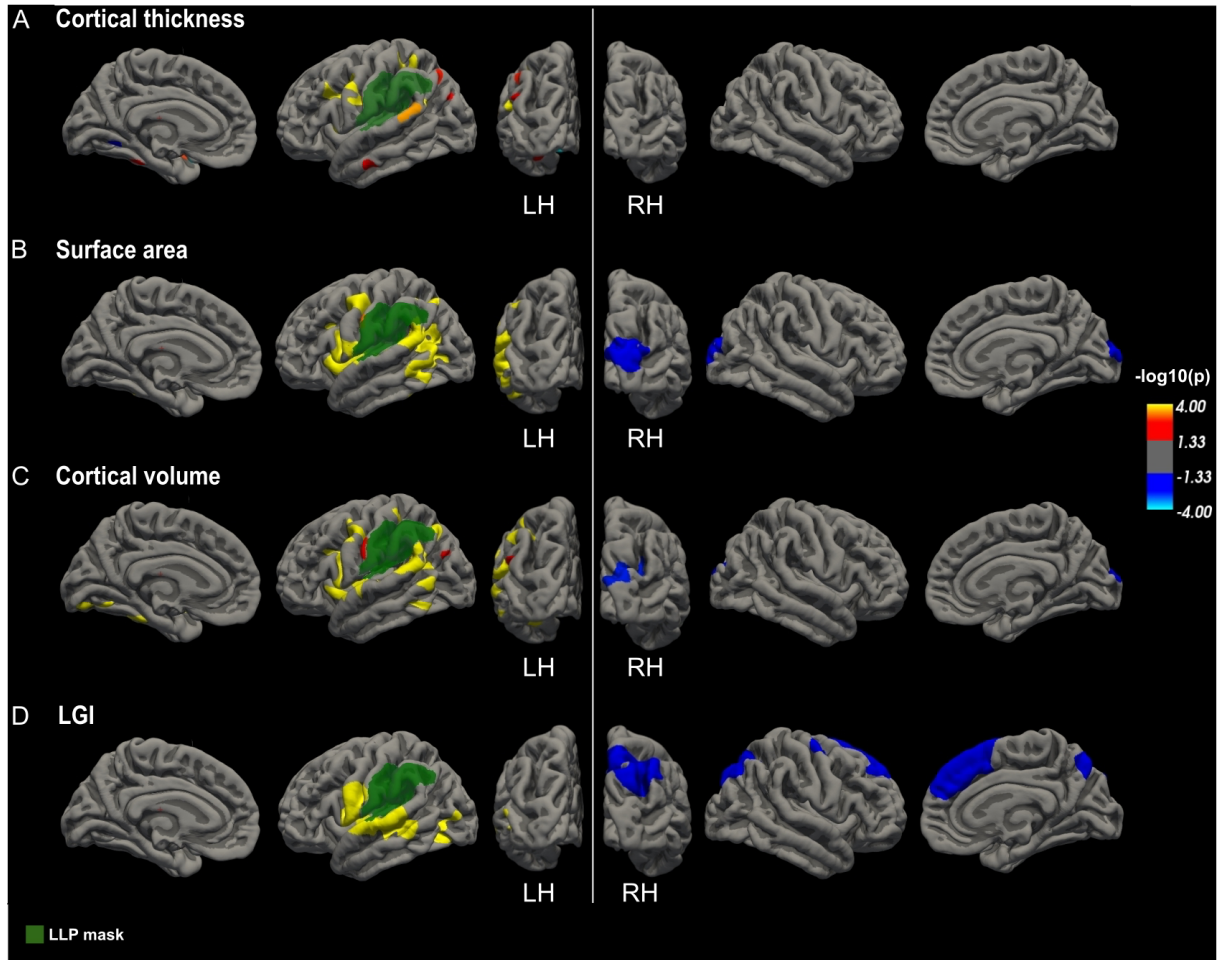 A Cortical thickness
LH RH
B Surface area
LH RH
-log10(p)
4.00
1.33
-1.33
-4.00
C Cortical volume
LH RH
D LGI
LH RH
LLP mask